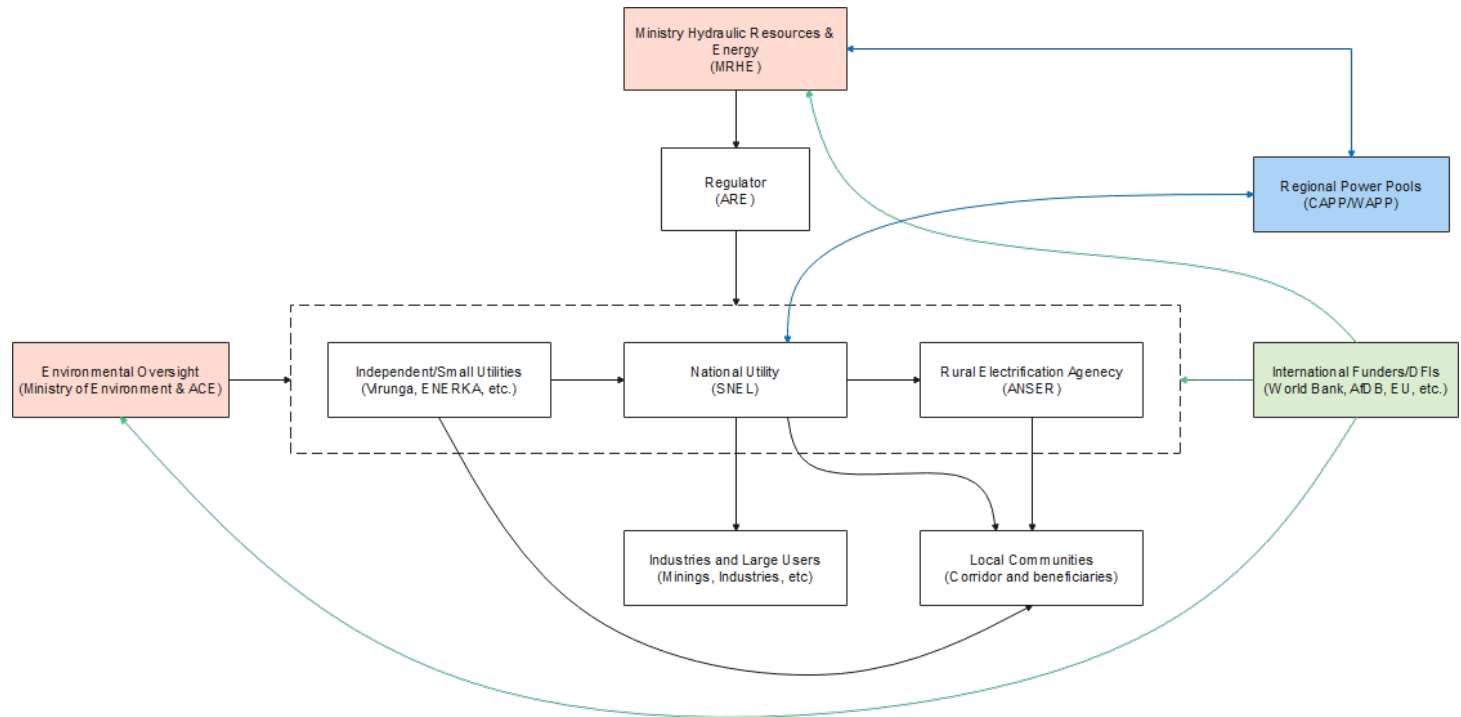 Ministry Hydraulic Resources &
Energy
(MRHE)
Regulator
(ARE)
Regional Power Pools
(CAPP/WAPP)
Environmental Oversight
(Ministry of Environment & ACE)
Independent/Small Utilities
(Virunga, ENERKA, etc.)
National Utility
(SNEL)
Rural Electrification Agenecy
(ANSER)
International Funders/DFIs
(World Bank, AfDB, EU, etc.)
Industries and Large Users
(Minings, Industries, etc)
Local Communities
(Corridor and beneficiaries)